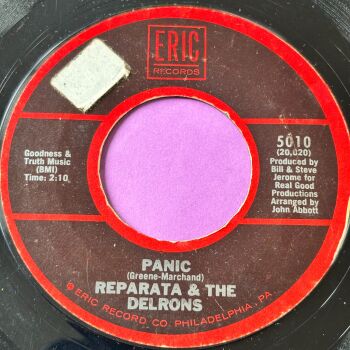 ERIC
RECORDS
Goodness &
Truth Music
(BMI)
Time: 2:10
5010
(20,020)
Produced by
Bill & Steve
Jerome for
Real Good
Productions
Arranged by
John Abbott
PANIC
(Greene-Marchand)
REPARATA & THE
DELRONS
℗ ERIC RECORD CO. PHILADELPHIA, PA